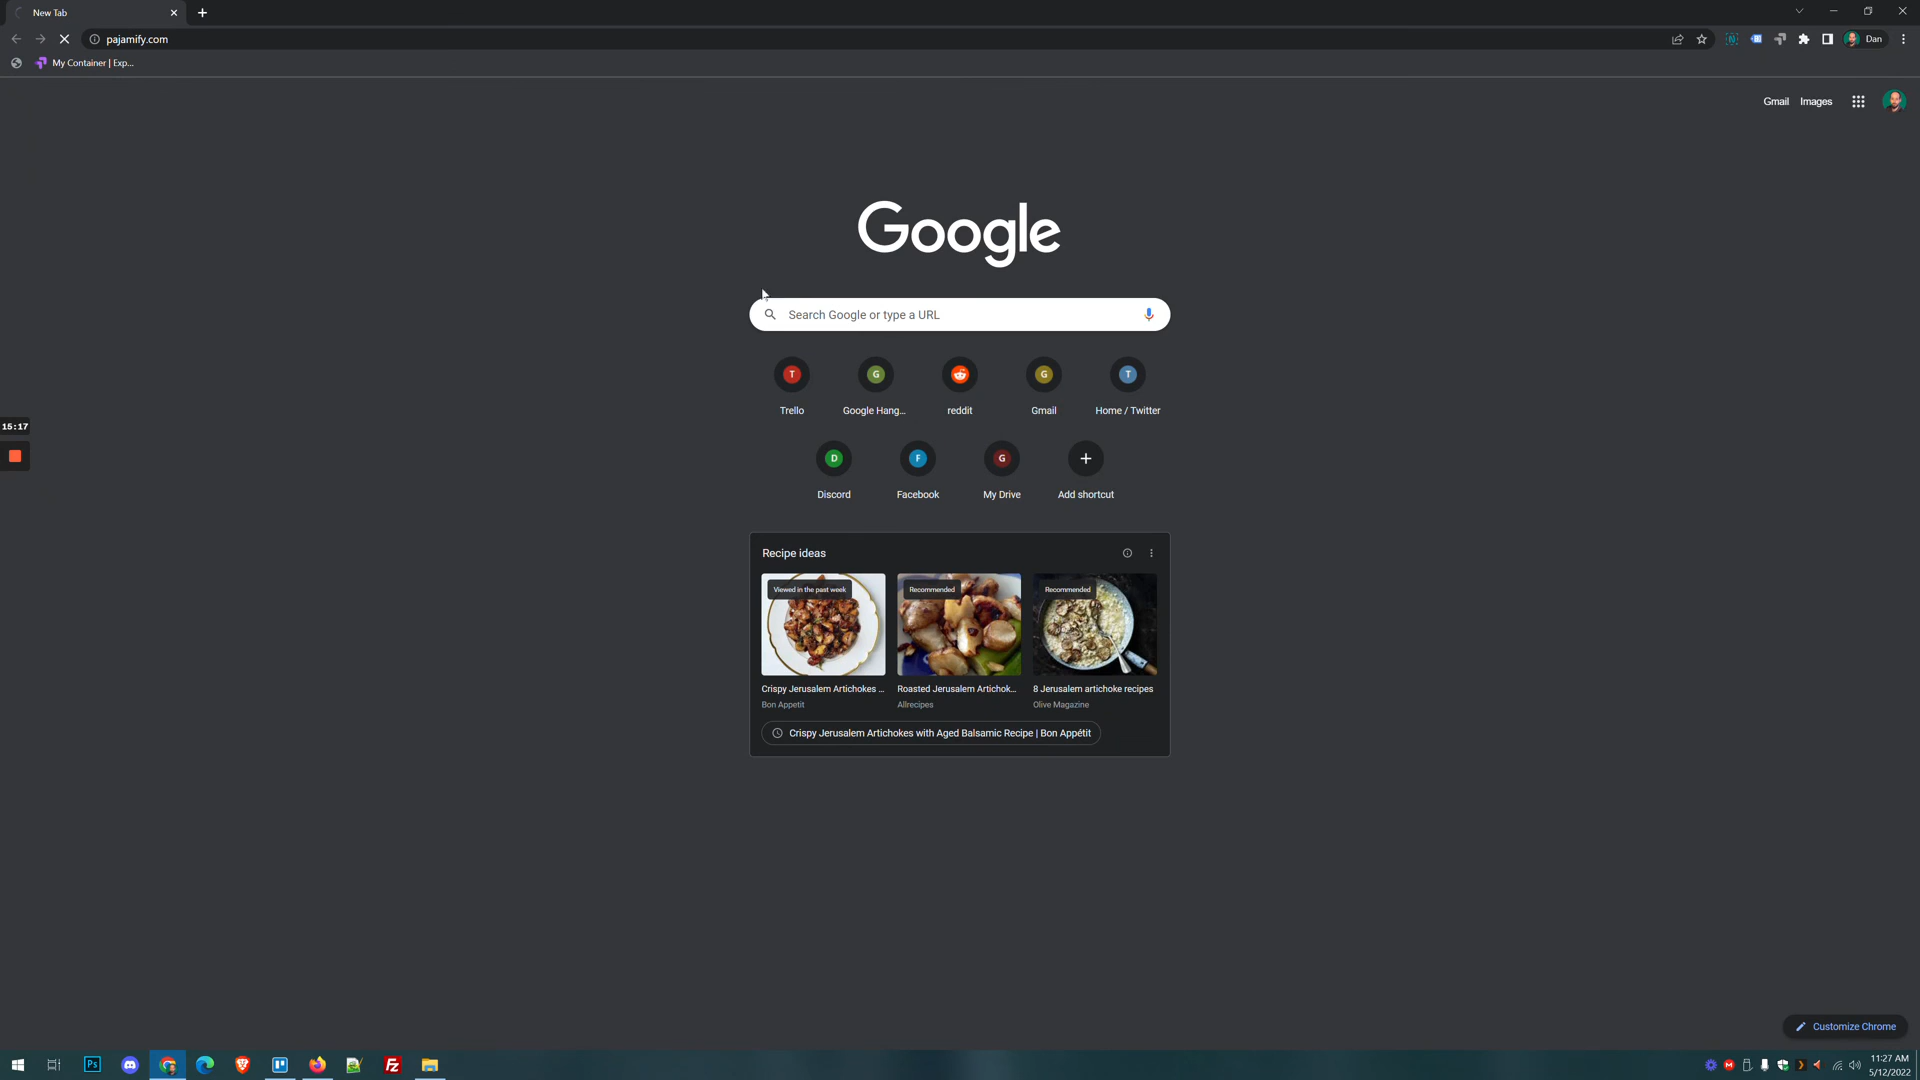 New Tab
pajamify.com
Dan
My Container | Exp...
Gmail Images
Google
Search Google or type a URL
T G G T
Trello Google Hang... reddit Gmail Home / Twitter
D F G
Discord Facebook My Drive Add shortcut
15:17
Recipe ideas
Viewed in the past week Recommended Recommended
Crispy Jerusalem Artichokes ... Roasted Jerusalem Artichok... 8 Jerusalem artichoke recipes
Bon Appetit Allrecipes Olive Magazine
Crispy Jerusalem Artichokes with Aged Balsamic Recipe | Bon Appétit
Customize Chrome
Ps Fz M
11:27 AM
5/12/2022